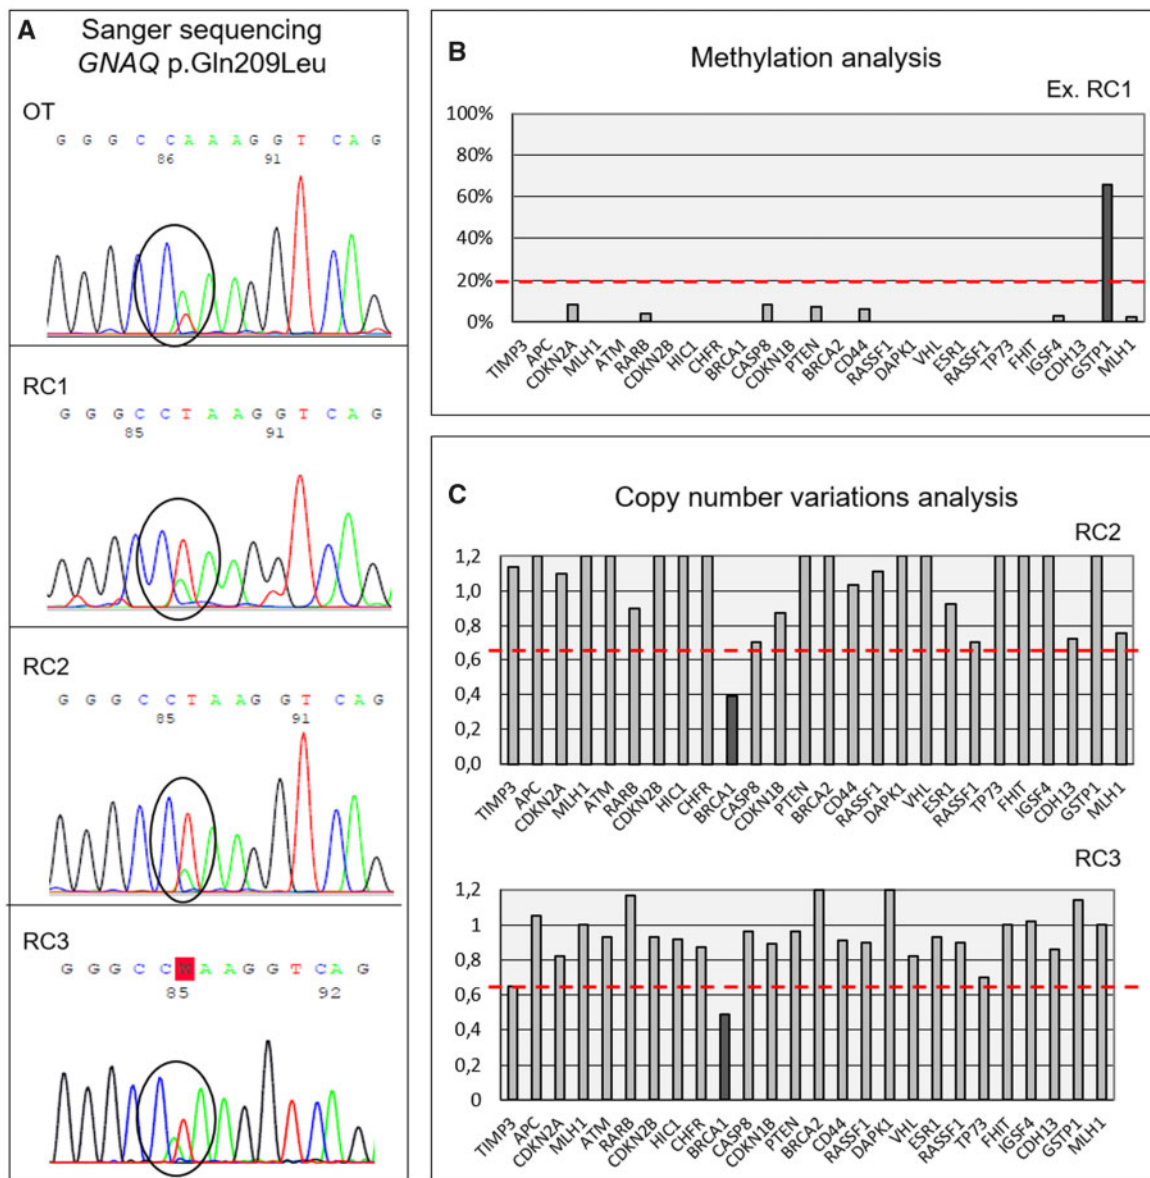 A Sanger sequencing
GNAQ p.Gln209Leu
OT
G G G C C A A A G G T C A G
86 91
RC1
G G G C C T A A G G T C A G
85 91
RC2
G G G C C T A A G G T C A G
85 91
RC3
G G G C C A A G G T C A G
85 92
B Methylation analysis
Ex. RC1
100%
80%
60%
40%
20%
0%
TIMP3 APC CDKN2A MLH1 ATM RARB CDKN2B HIC1 CHFR BRCA1 CASP8 CDKN1B PTEN BRCA2 CD44 RASSF1 DAPK1 VHL ESR1 RASSF1 TP73 FHIT IGSF4 CDH13 GSTP1 MLH1
C Copy number variations analysis
RC2
1,2
1,0
0,8
0,6
0,4
0,2
0,0
TIMP3 APC CDKN2A MLH1 ATM RARB CDKN2B HIC1 CHFR BRCA1 CASP8 CDKN1B PTEN BRCA2 CD44 RASSF1 DAPK1 VHL ESR1 RASSF1 TP73 FHIT IGSF4 CDH13 GSTP1 MLH1
RC3
1,2
1
0,8
0,6
0,4
0,2
0
TIMP3 APC CDKN2A MLH1 ATM RARB CDKN2B HIC1 CHFR BRCA1 CASP8 CDKN1B PTEN BRCA2 CD44 RASSF1 DAPK1 VHL ESR1 RASSF1 TP73 FHIT IGSF4 CDH13 GSTP1 MLH1